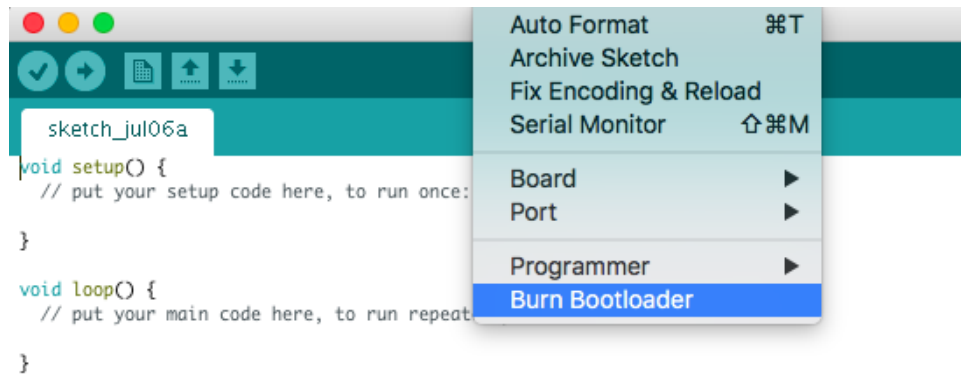 sketch_jul06a
void setup() {
// put your setup code here, to run once:
}
void loop() {
// put your main code here, to run
}
Auto Format ⌘T
Archive Sketch
Fix Encoding & Reload
Serial Monitor ⇧⌘M
Board
Port
Programmer
Burn Bootloader